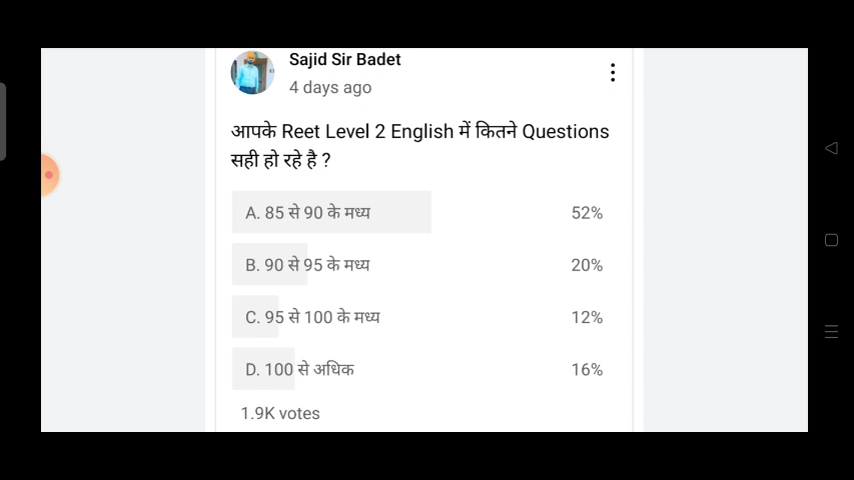 Sajid Sir Badet
4 days ago
आपके Reet Level 2 English में कितने Questions
सही हो रहे है ?
A. 85 से 90 के मध्य 52%
B. 90 से 95 के मध्य 20%
C. 95 से 100 के मध्य 12%
D. 100 से अधिक 16%
1.9K votes